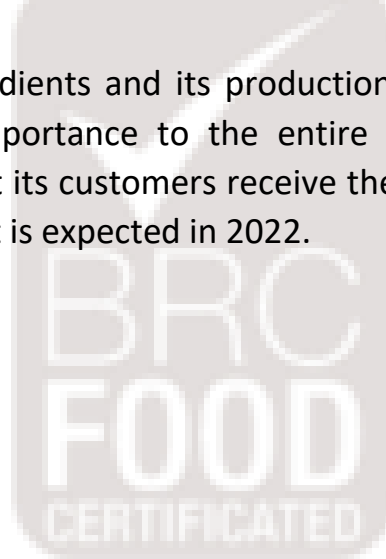 dients and its production
portance to the entire
t its customers receive the
t is expected in 2022.
BRC
FOOD
CERTIFICATED